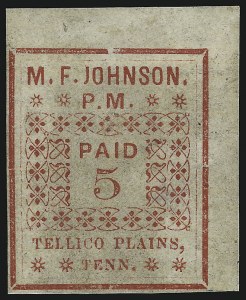 M. F. JOHNSON,
P. M.
PAID
5
TELLICO PLAINS,
TENN.